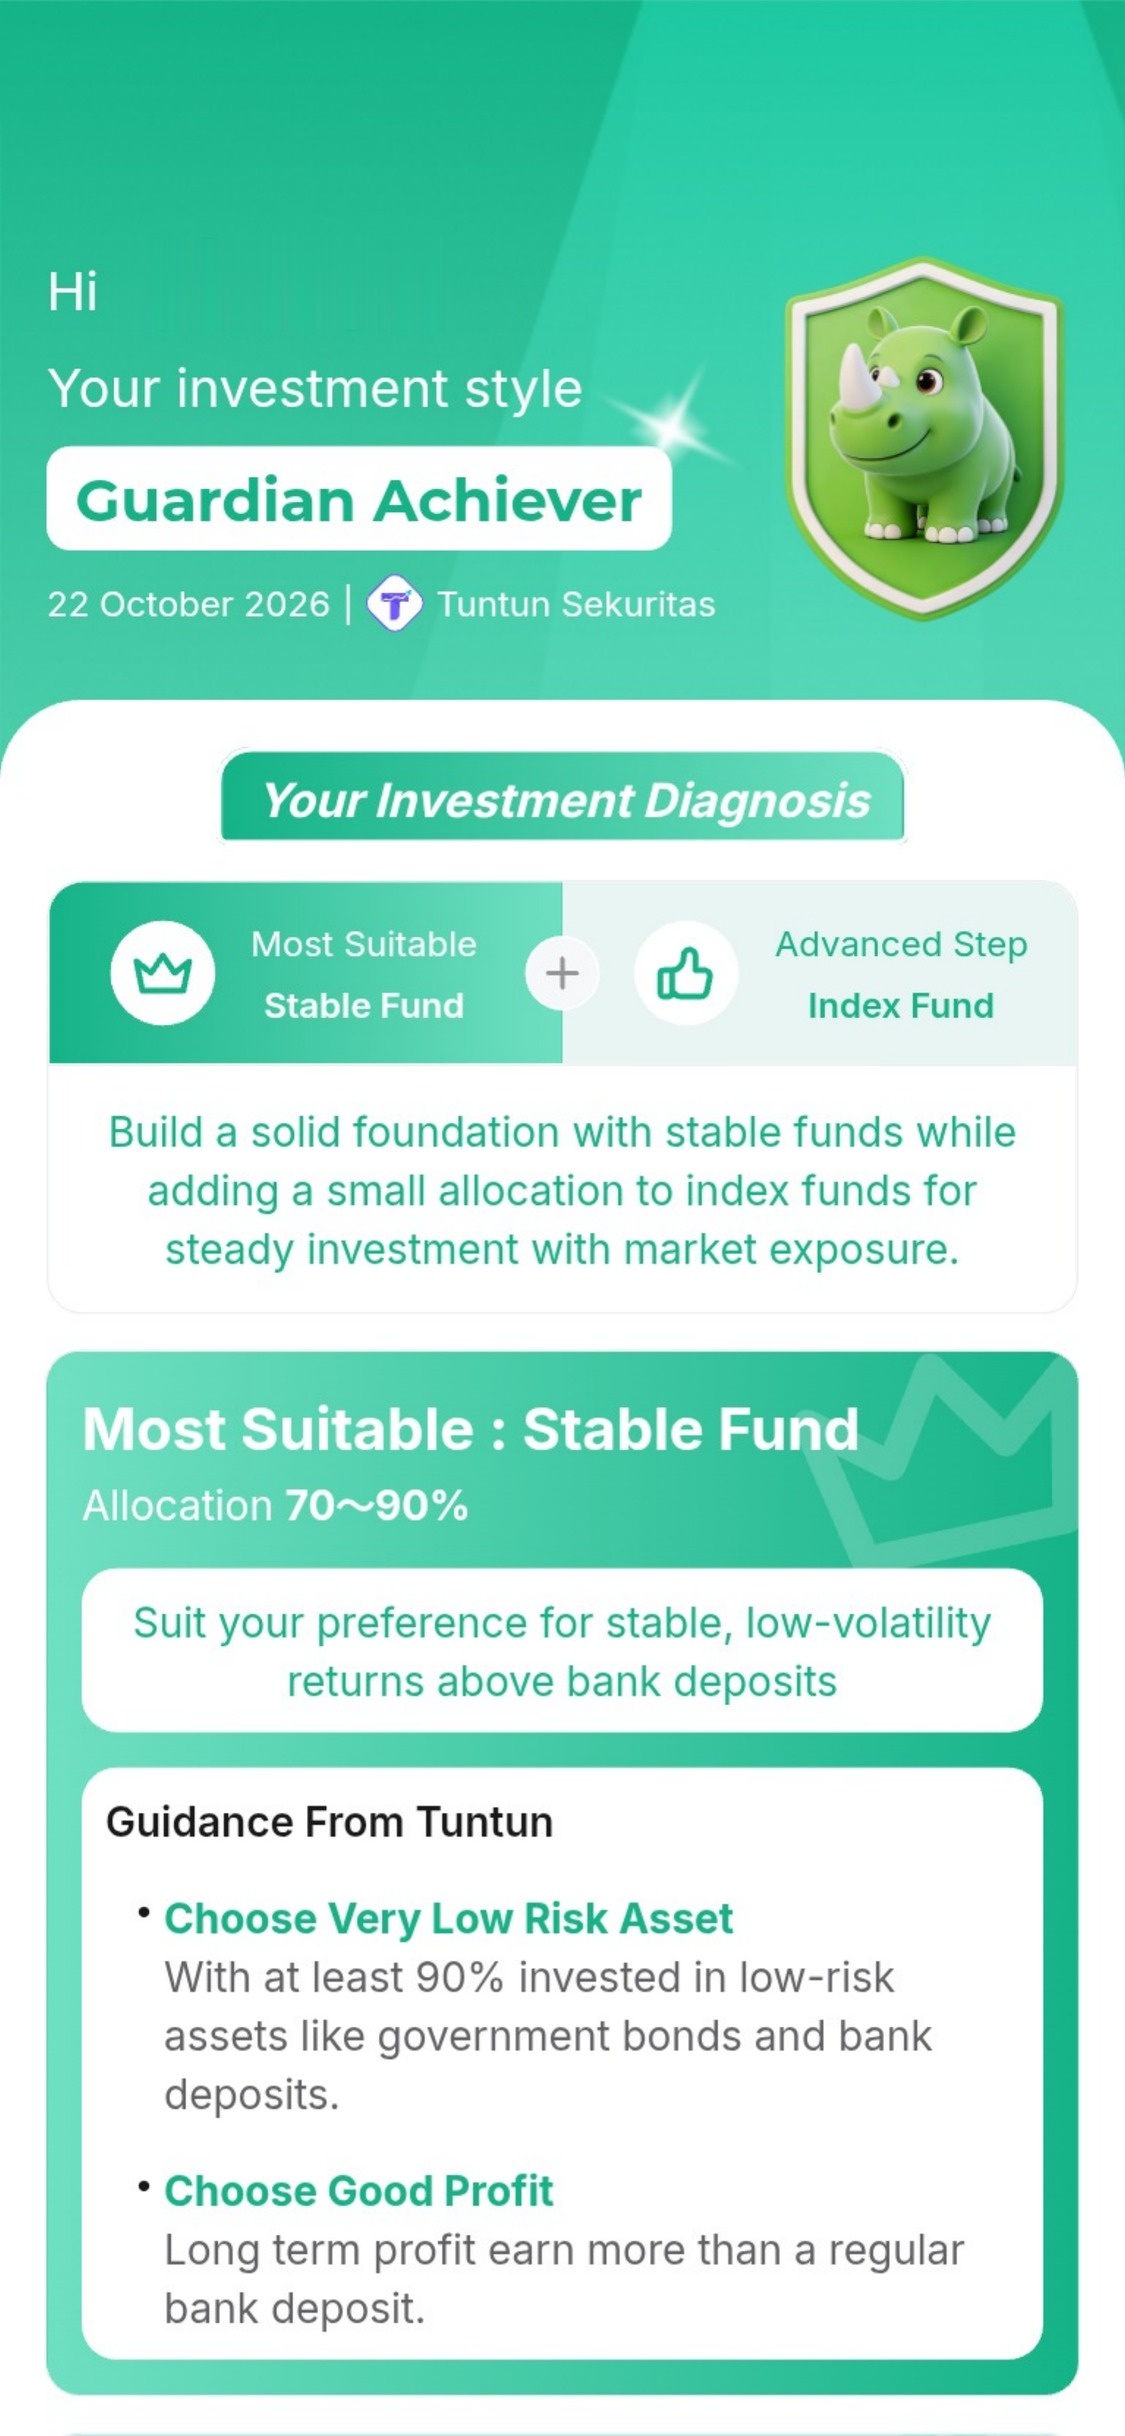 Hi
Your investment style
Guardian Achiever
22 October 2026 | Tuntun Sekuritas
Your Investment Diagnosis
Most Suitable
Stable Fund
Advanced Step
Index Fund
Build a solid foundation with stable funds while
adding a small allocation to index funds for
steady investment with market exposure.
Most Suitable : Stable Fund
Allocation 70～90%
Suit your preference for stable, low-volatility
returns above bank deposits
Guidance From Tuntun
• Choose Very Low Risk Asset
With at least 90% invested in low-risk
assets like government bonds and bank
deposits.
• Choose Good Profit
Long term profit earn more than a regular
bank deposit.